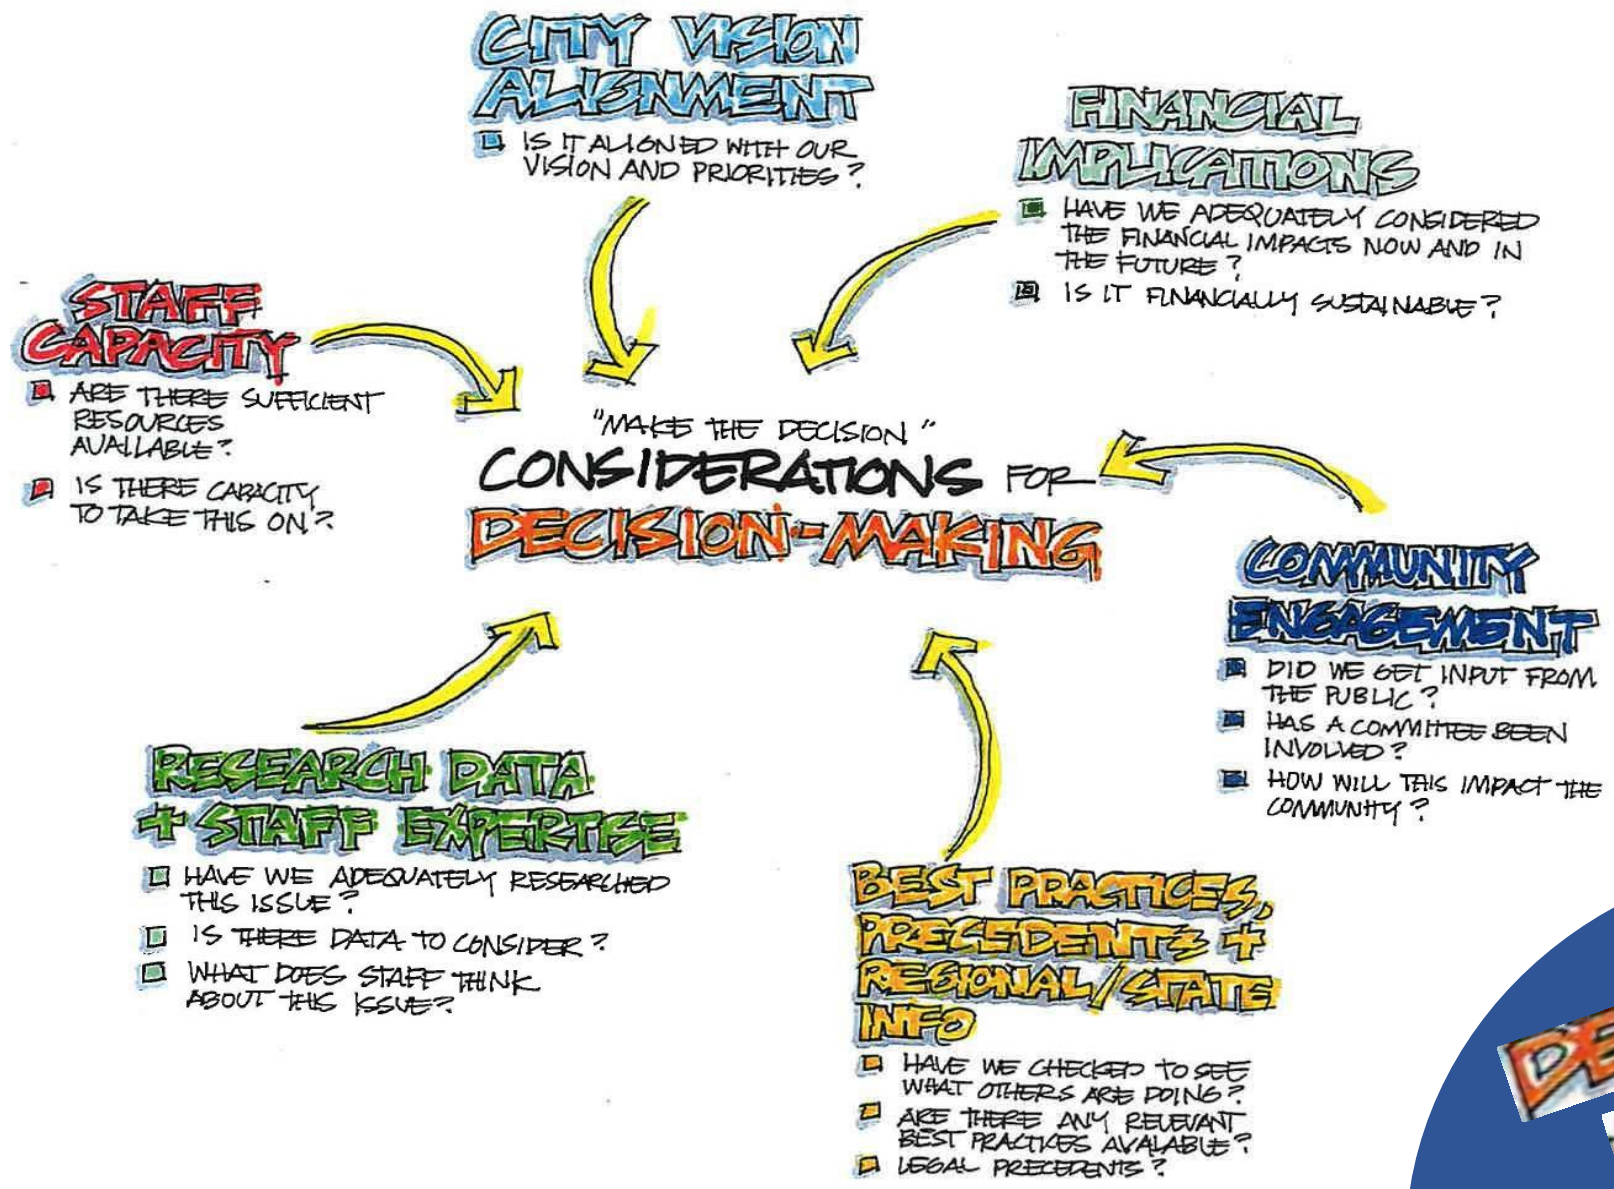 CITY VISION
ALIGNMENT
IS IT ALIGNED WITH OUR
VISION AND PRIORITIES?
FINANCIAL
IMPLICATIONS
HAVE WE ADEQUATELY CONSIDERED
THE FINANCIAL IMPACTS NOW AND IN
THE FUTURE?
IS IT FINANCIALLY SUSTAINABLE?
STAFF
CAPACITY
ARE THERE SUFFICIENT
RESOURCES
AVAILABLE?
IS THERE CAPACITY
TO TAKE THIS ON?
"MAKE THE DECISION"
CONSIDERATIONS FOR
DECISION-MAKING
COMMUNITY
ENGAGEMENT
DID WE GET INPUT FROM
THE PUBLIC?
HAS A COMMITTEE BEEN
INVOLVED?
HOW WILL THIS IMPACT THE
COMMUNITY?
RESEARCH DATA
+ STAFF EXPERTISE
HAVE WE ADEQUATELY RESEARCHED
THIS ISSUE?
IS THERE DATA TO CONSIDER?
WHAT DOES STAFF THINK
ABOUT THIS ISSUE?
BEST PRACTICES,
PRECEDENTS +
REGIONAL/STATE
INFO
HAVE WE CHECKED TO SEE
WHAT OTHERS ARE DOING?
ARE THERE ANY RELEVANT
BEST PRACTICES AVALABLE?
LEGAL PRECEDENTS?